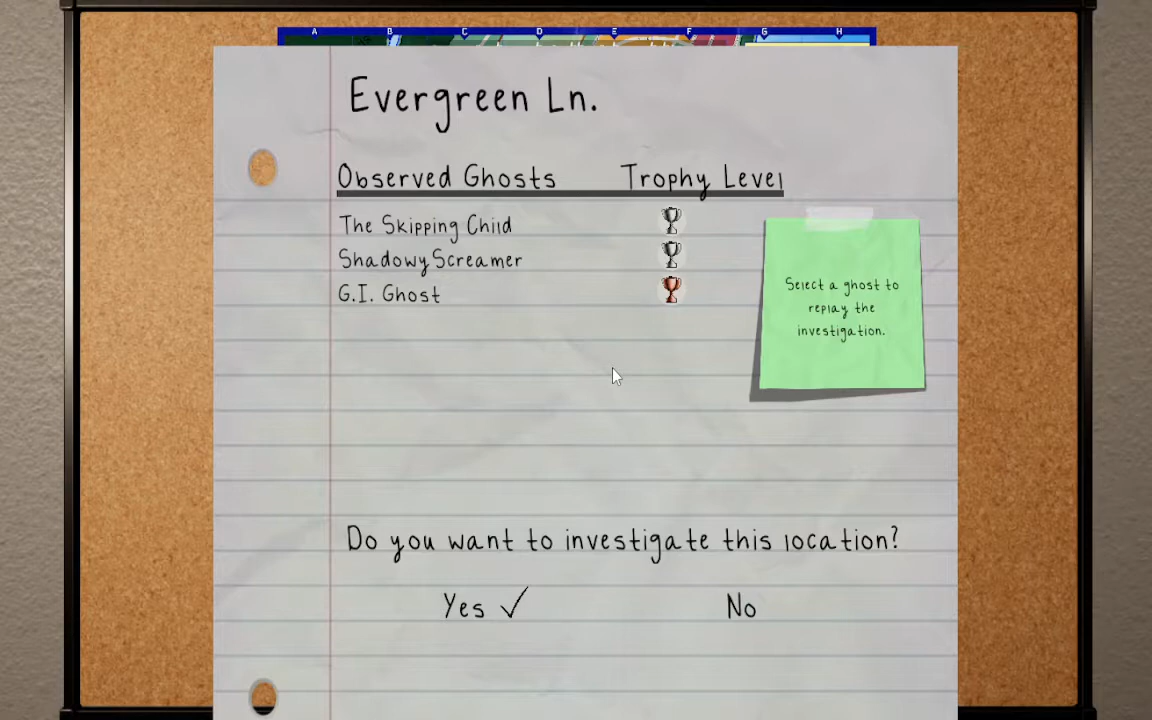 A B C D E F G H
Evergreen Ln.
Observed Ghosts Trophy Level
The Skipping Child
Shadowy Screamer
G.I. Ghost
Select a ghost to
replay the
investigation.
Do you want to investigate this location?
Yes ✓ No